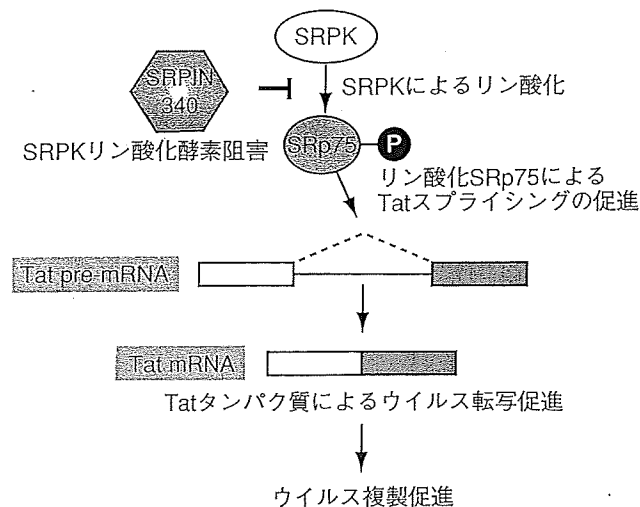 SRPK
SRPIN
340
SRPKによるリン酸化
SRPKリン酸化酵素阻害
SRp75
P
リン酸化SRp75による
Tatスプライシングの促進
Tat pre-mRNA
Tat mRNA
Tatタンパク質によるウイルス転写促進
ウイルス複製促進